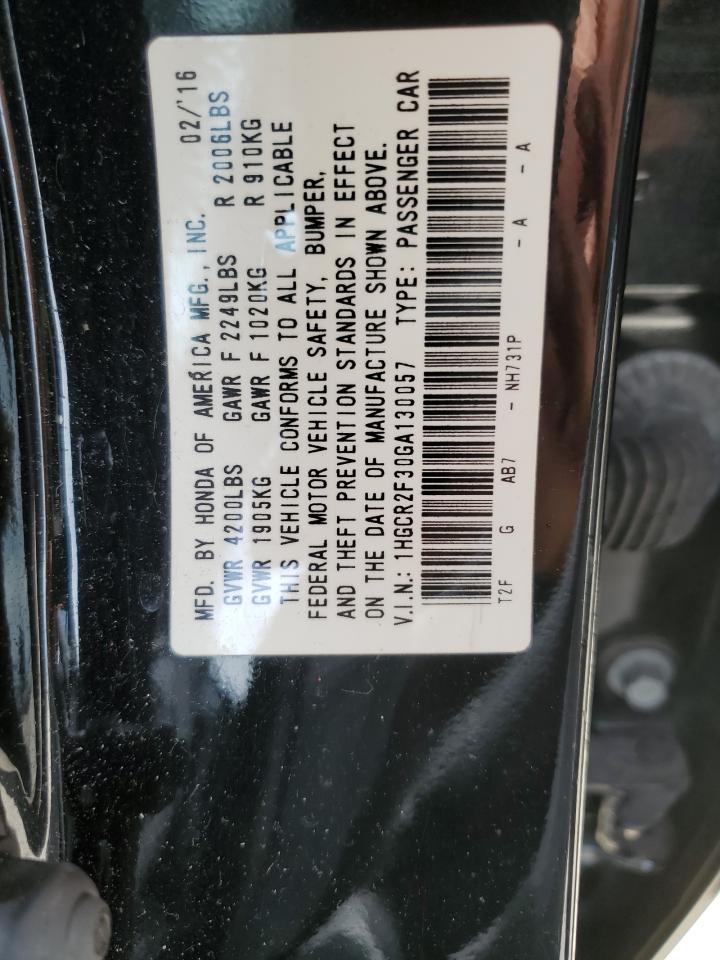 MFD. BY HONDA OF AMERICA MFG., INC. 02/'16
GVWR 4200LBS GAWR F 2249LBS R 2006LBS
GVWR 1905KG GAWR F 1020KG R 910KG
THIS VEHICLE CONFORMS TO ALL APPLICABLE
FEDERAL MOTOR VEHICLE SAFETY, BUMPER,
AND THEFT PREVENTION STANDARDS IN EFFECT
ON THE DATE OF MANUFACTURE SHOWN ABOVE.
V.I.N.: 1HGCR2F30GA130057 TYPE: PASSENGER CAR
T2F G AB7 - NH731P - A - A